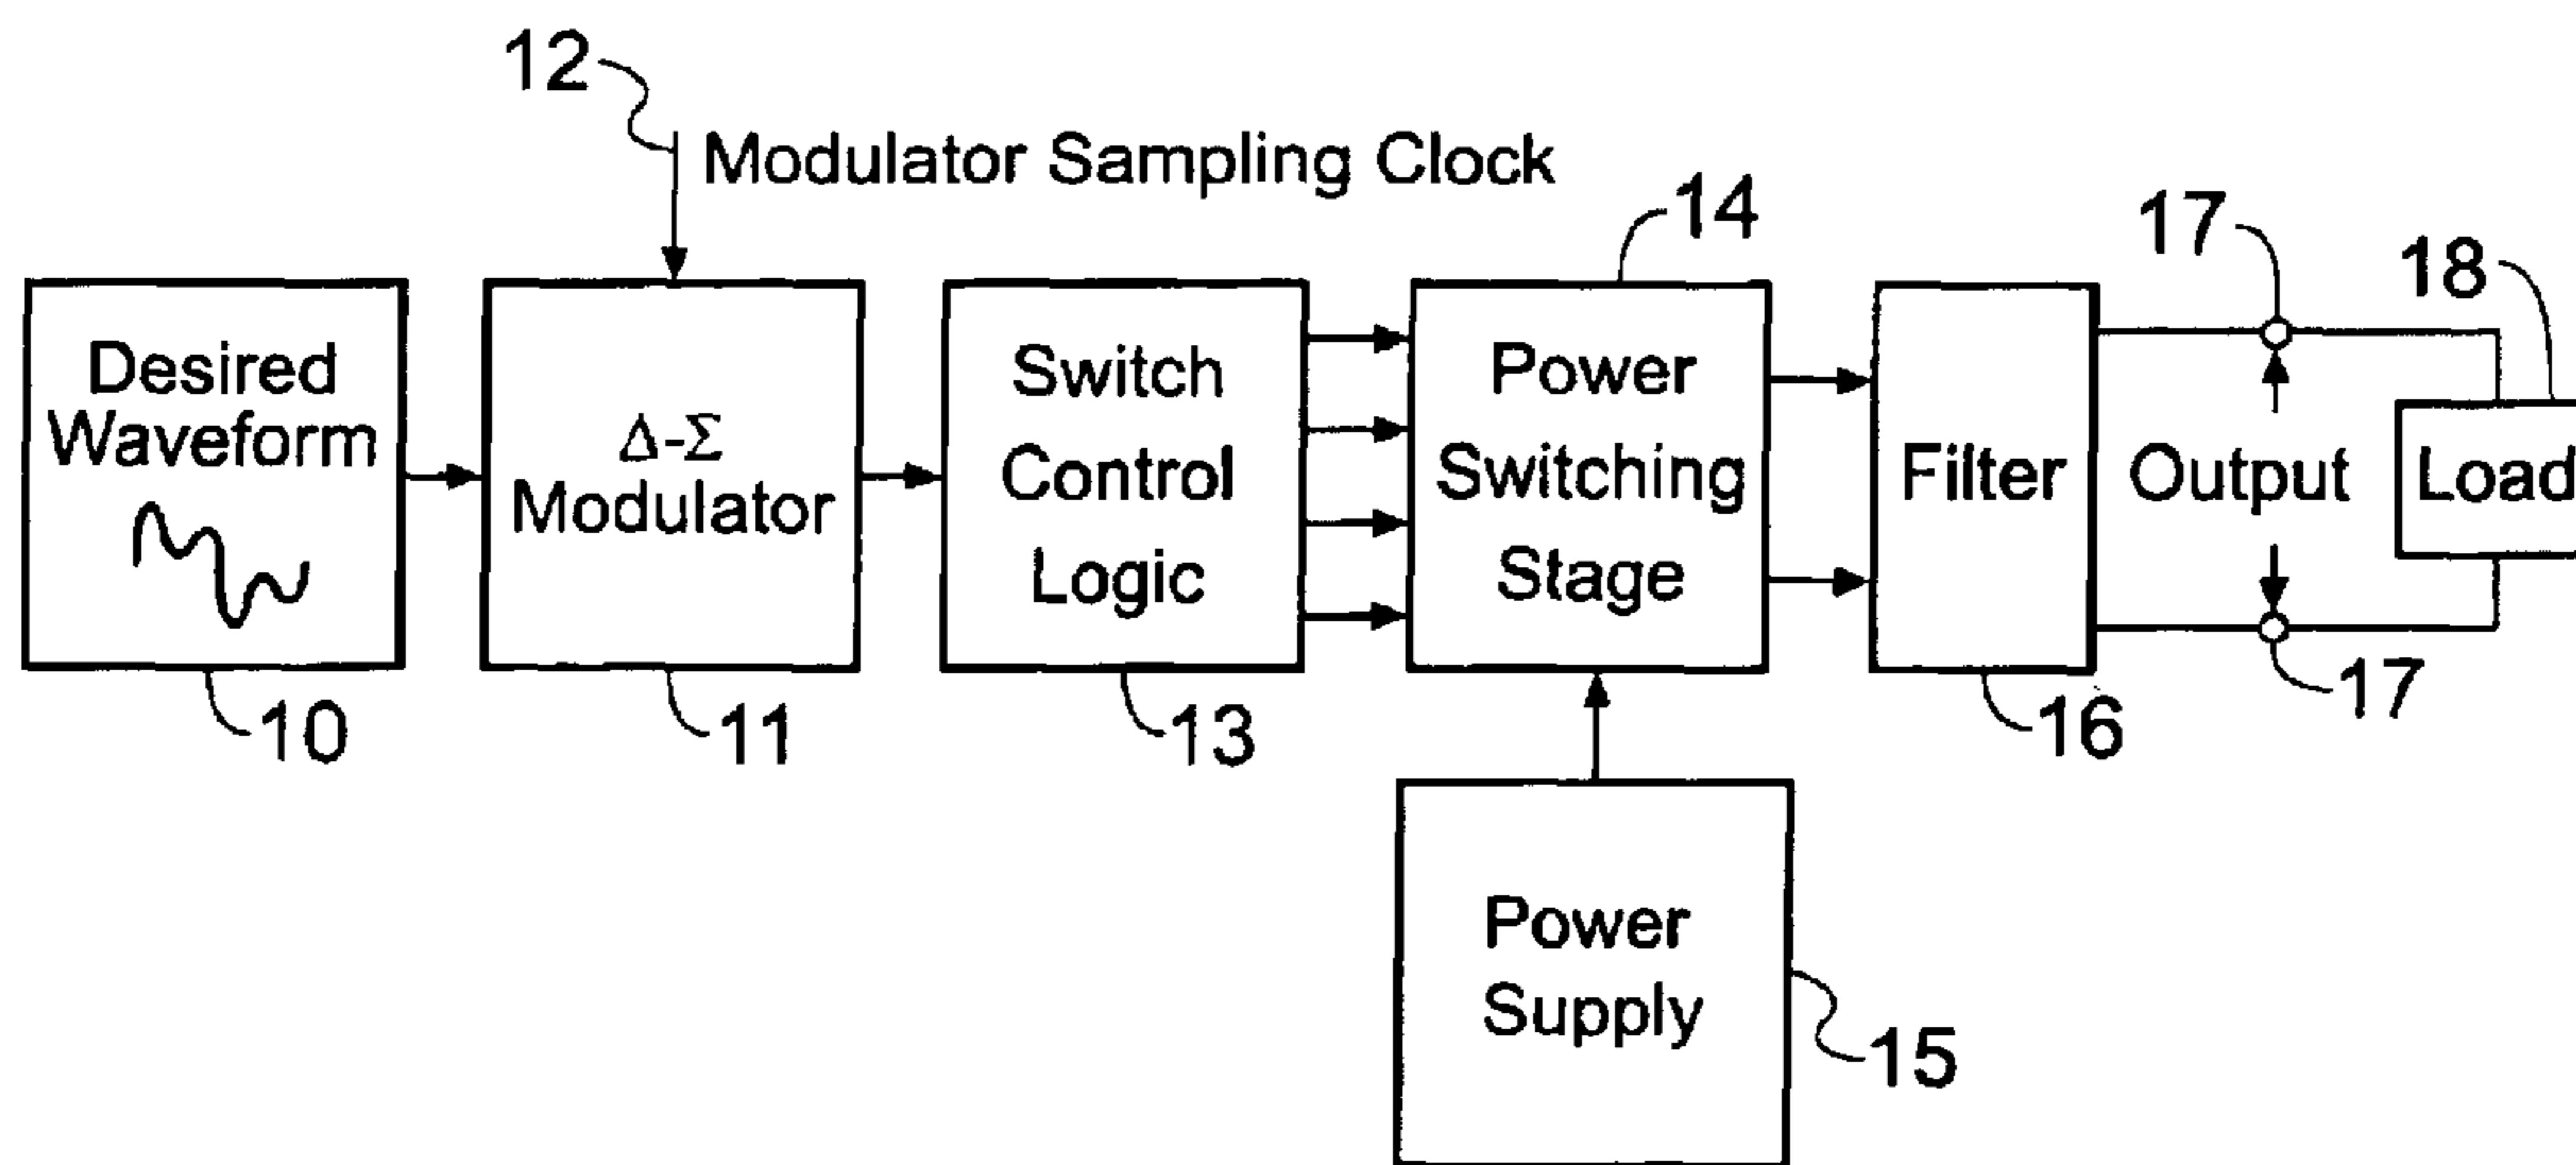 12
Modulator Sampling Clock
14
17
18
Desired
Waveform
Δ-Σ
Modulator
Switch
Control
Logic
Power
Switching
Stage
Filter
Output
Load
10
11
13
16
17
Power
Supply
15